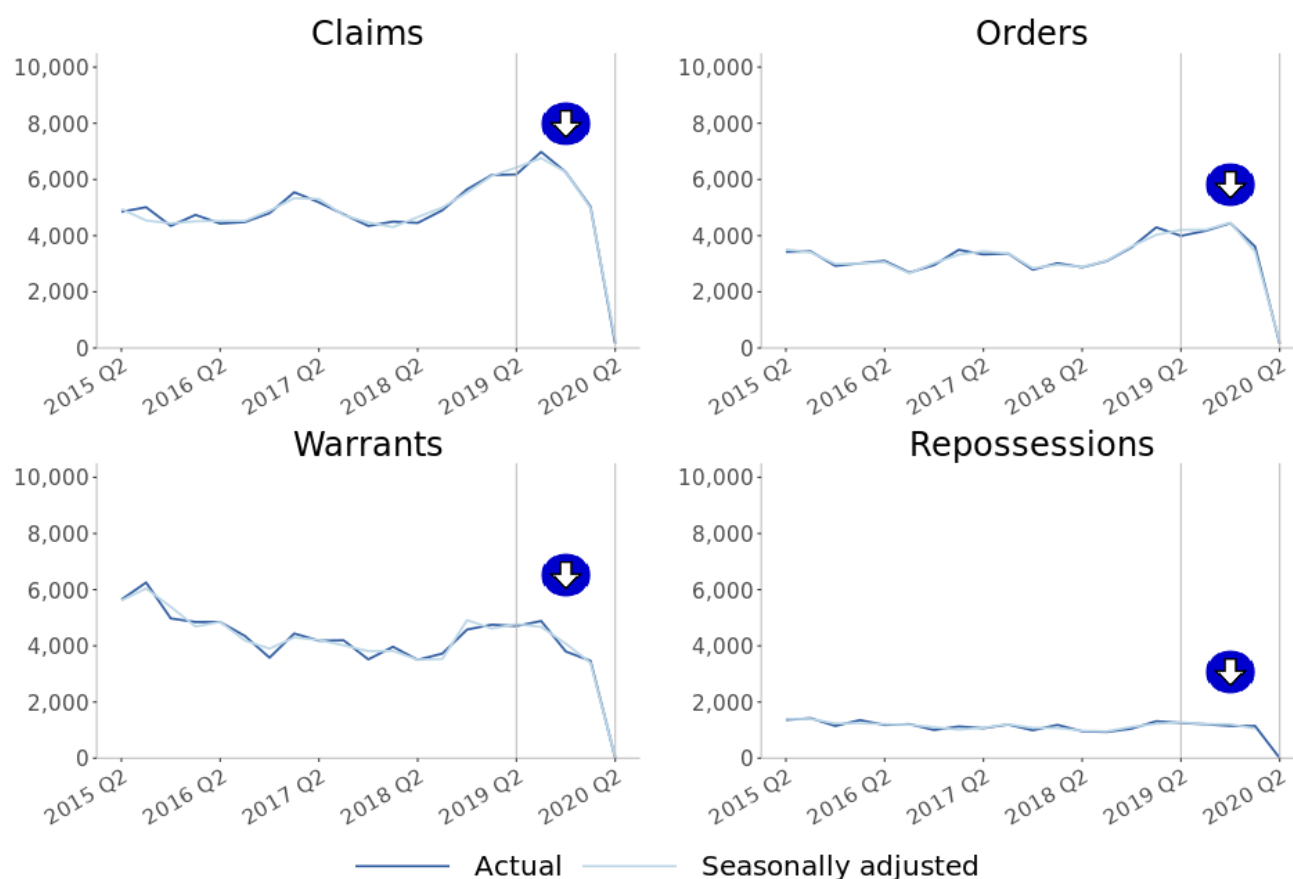 Claims
Orders
10,000
8,000
6,000
4,000
2,000
0
2015 Q2
2016 Q2
2017 Q2
2018 Q2
2019 Q2
2020 Q2
10,000
8,000
6,000
4,000
2,000
0
2015 Q2
2016 Q2
2017 Q2
2018 Q2
2019 Q2
2020 Q2
Warrants
Repossessions
10,000
8,000
6,000
4,000
2,000
0
2015 Q2
2016 Q2
2017 Q2
2018 Q2
2019 Q2
2020 Q2
10,000
8,000
6,000
4,000
2,000
0
2015 Q2
2016 Q2
2017 Q2
2018 Q2
2019 Q2
2020 Q2
Actual
Seasonally adjusted